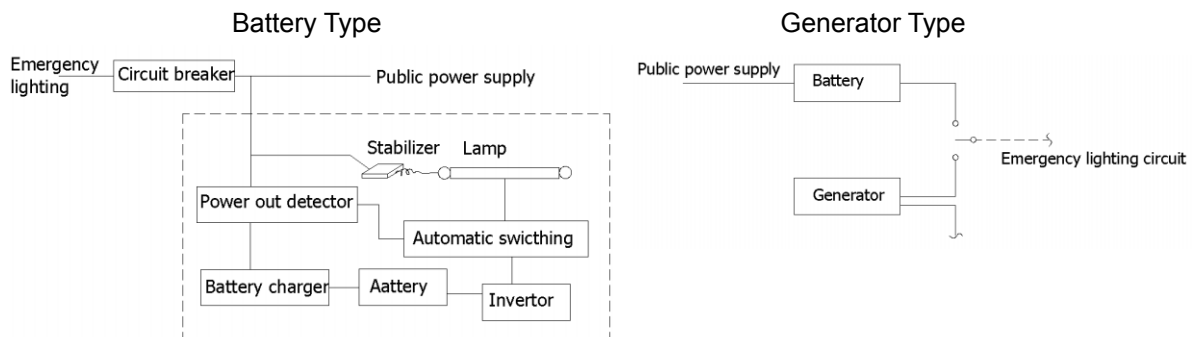 Battery Type
Generator Type
Emergency
lighting
Circuit breaker
Public power supply
Stabilizer
Lamp
Power out detector
Automatic swicthing
Battery charger
Aattery
Invertor
Public power supply
Battery
Emergency lighting circuit
Generator